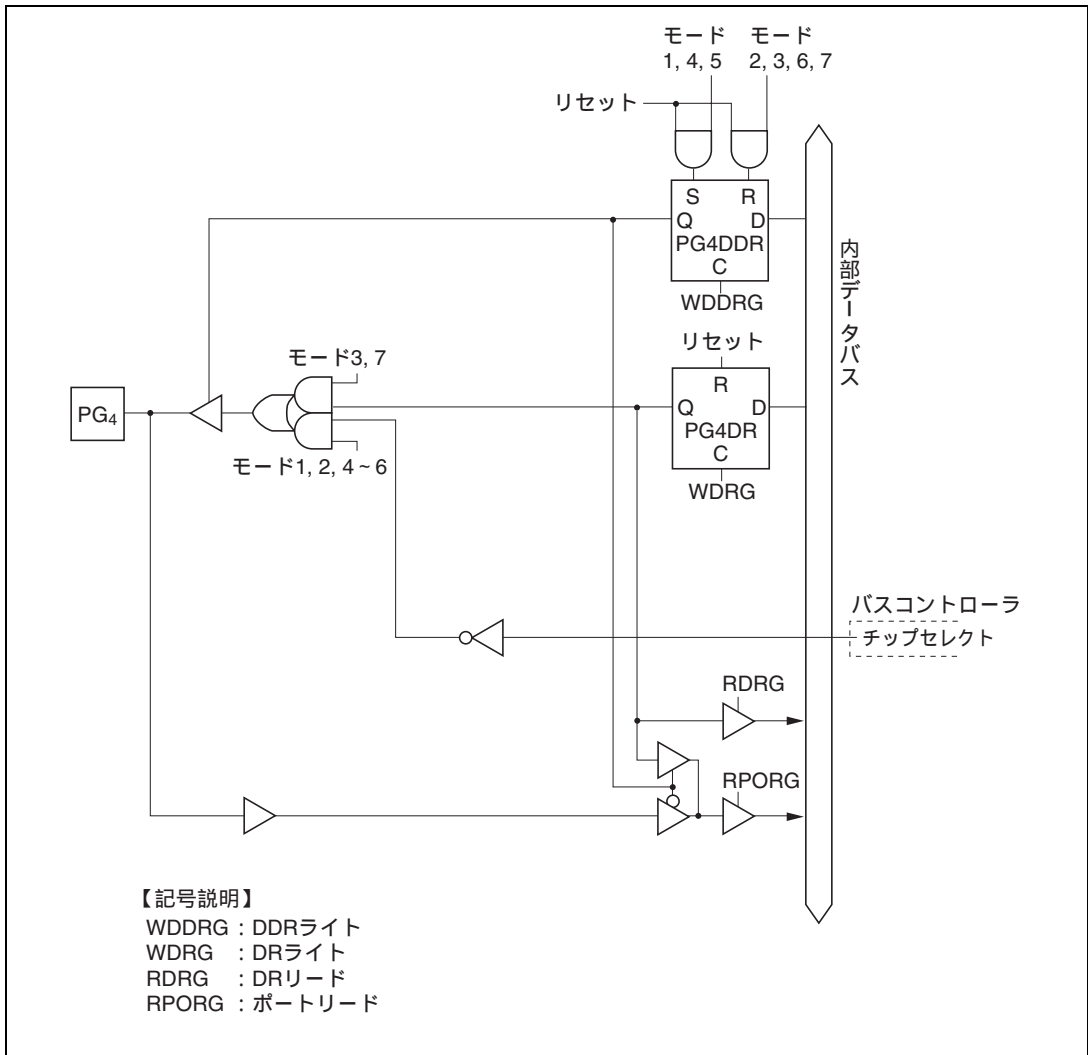 モード モード
1, 4, 5 2, 3, 6, 7
リセット
S R
Q D
PG4DDR
C
WDDRG
内部データバス
リセット
モード3, 7
R
PG4
Q D
PG4DR
C
モード1, 2, 4~6
WDRG
バスコントローラ
チップセレクト
RDRG
RPORG
【記号説明】
WDDRG : DDRライト
WDRG : DRライト
RDRG : DRリード
RPORG : ポートリード